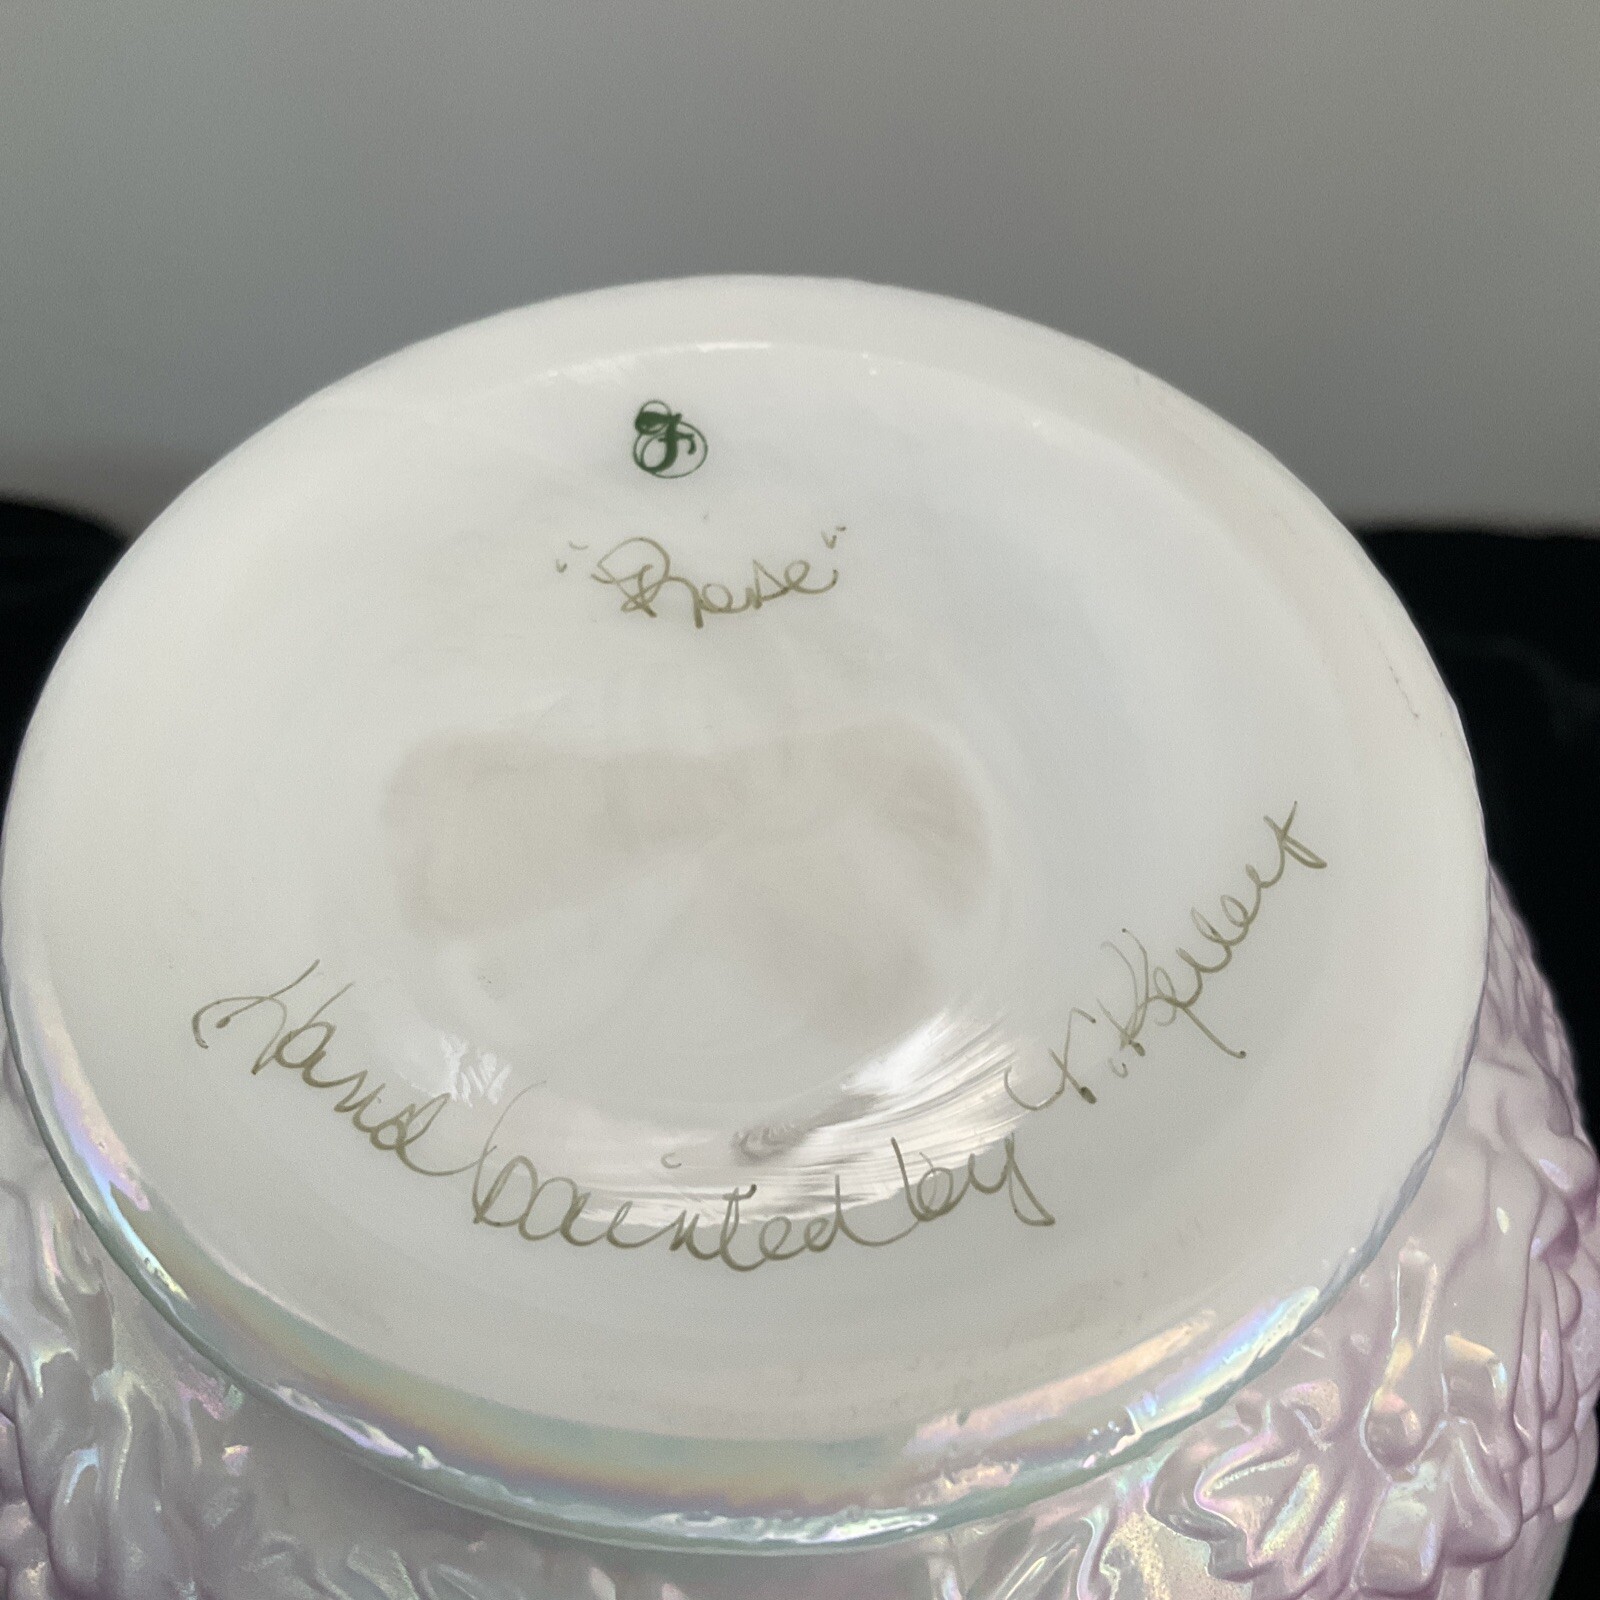 F
"Rose"
Hand painted by